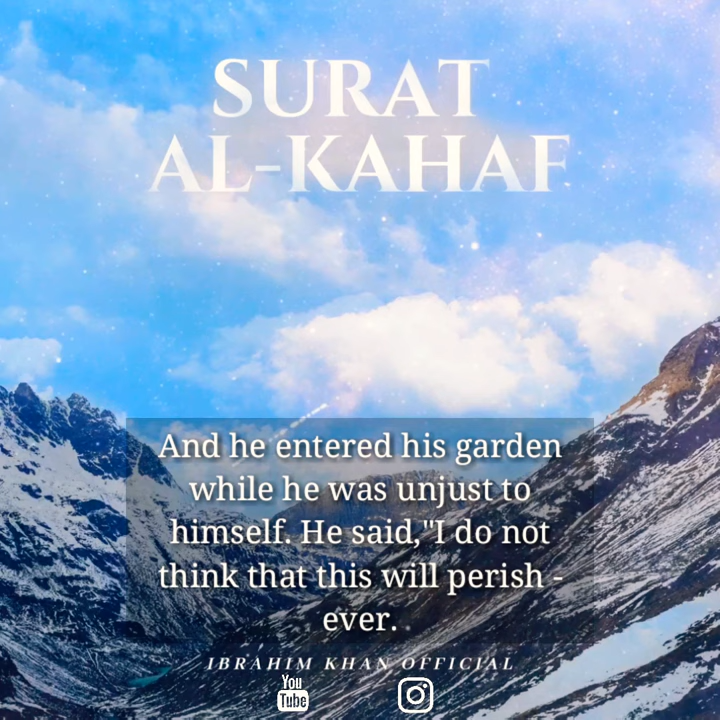 SURAT
AL-KAHAF
And he entered his garden
while he was unjust to
himself. He said,"I do not
think that this will perish -
ever.
IBRAHIM KHAN OFFICIAL
You
Tube